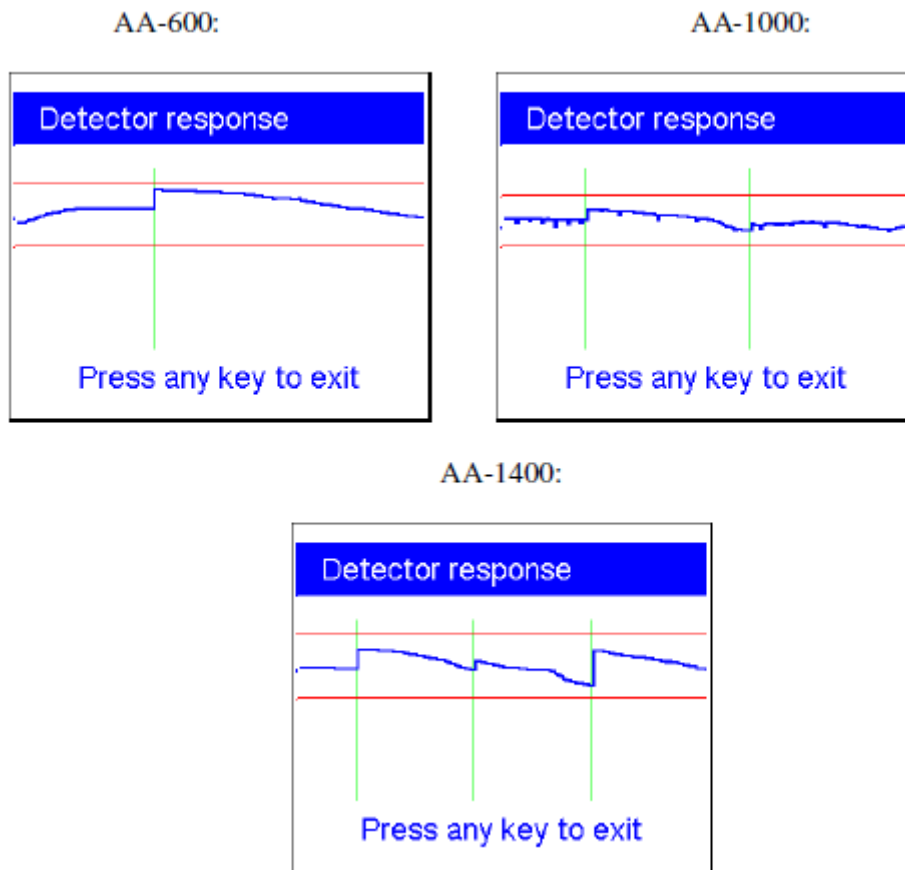 AA-600:
AA-1000:
Detector response
Detector response
Press any key to exit
Press any key to exit
AA-1400:
Detector response
Press any key to exit